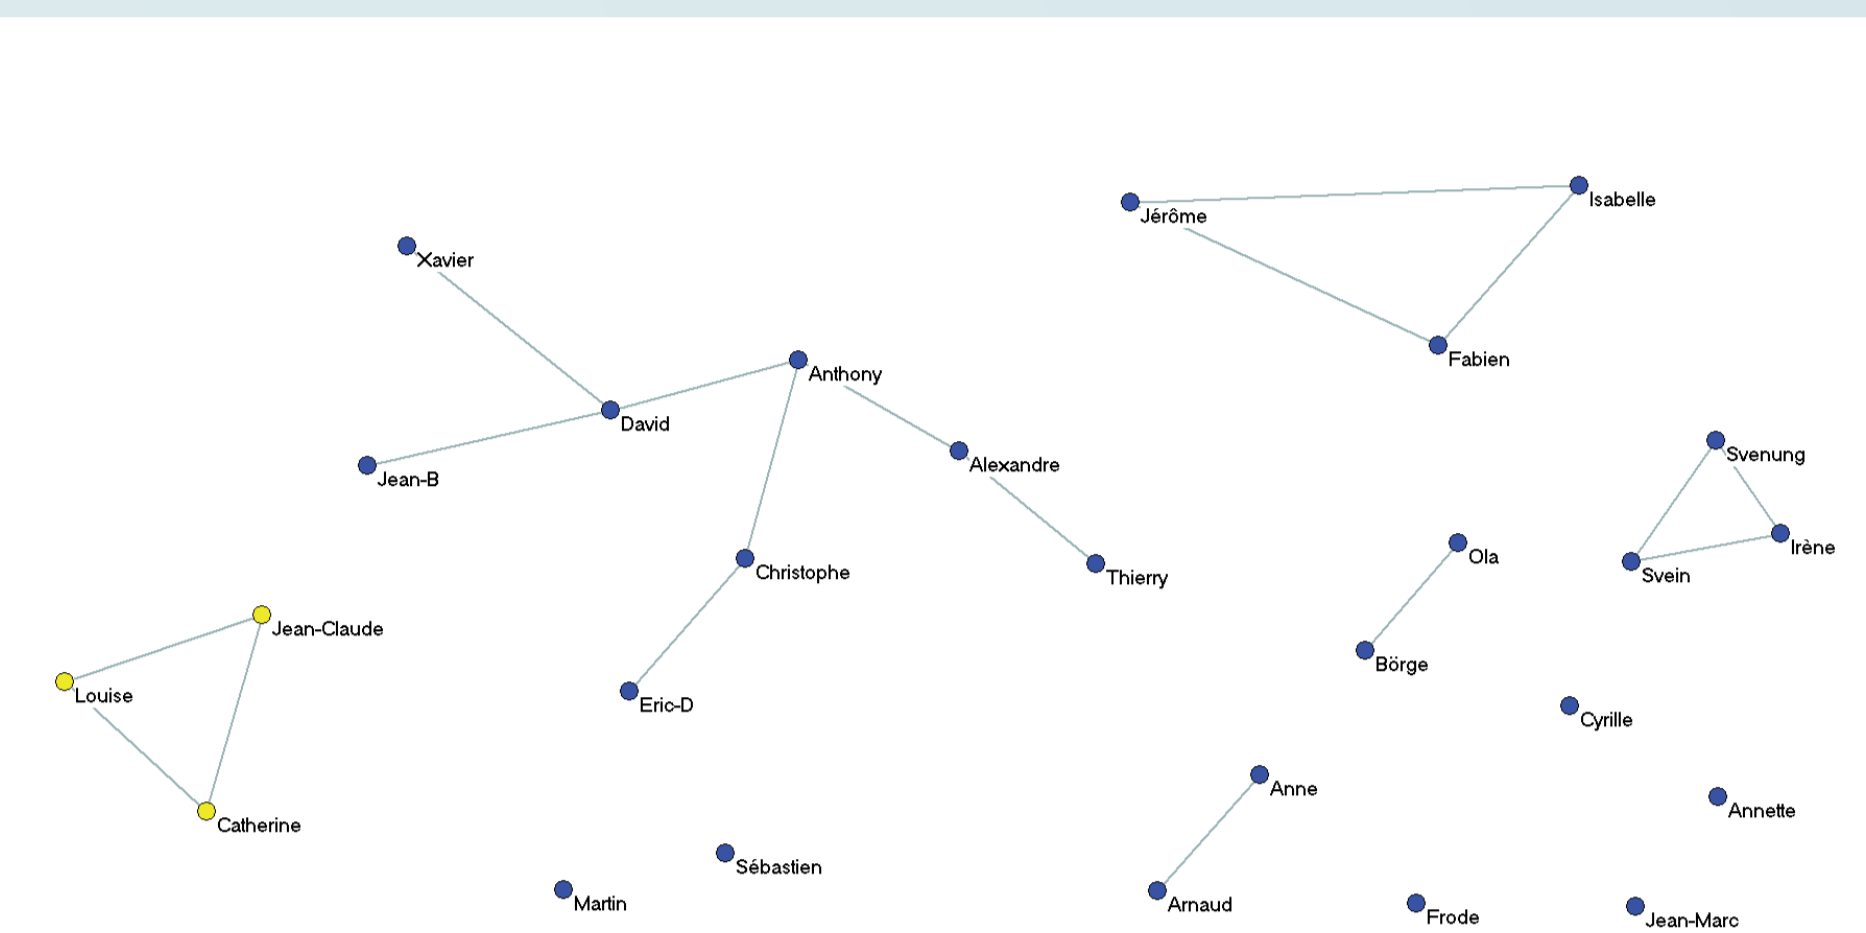 Isabelle
Jérôme
Xavier
Fabien
Anthony
David
Svenung
Alexandre
Jean-B
Irène
Ola
Christophe
Svein
Thierry
Jean-Claude
Börge
Louise
Eric-D
Cyrille
Anne
Annette
Catherine
Sébastien
Martin
Arnaud
Frode
Jean-Marc